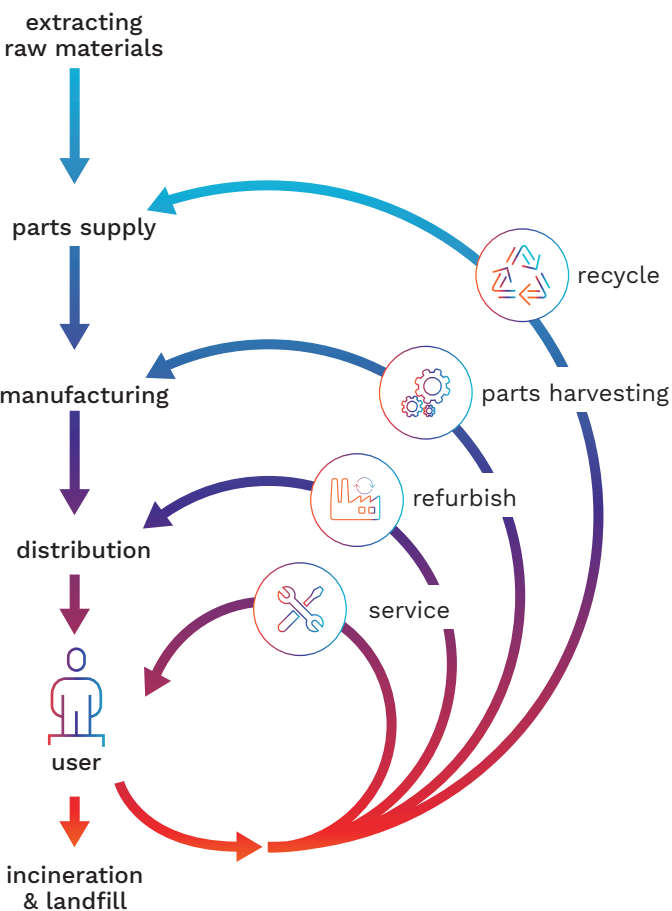 extracting
raw materials
parts supply
recycle
manufacturing
parts harvesting
refurbish
distribution
service
user
incineration
& landfill